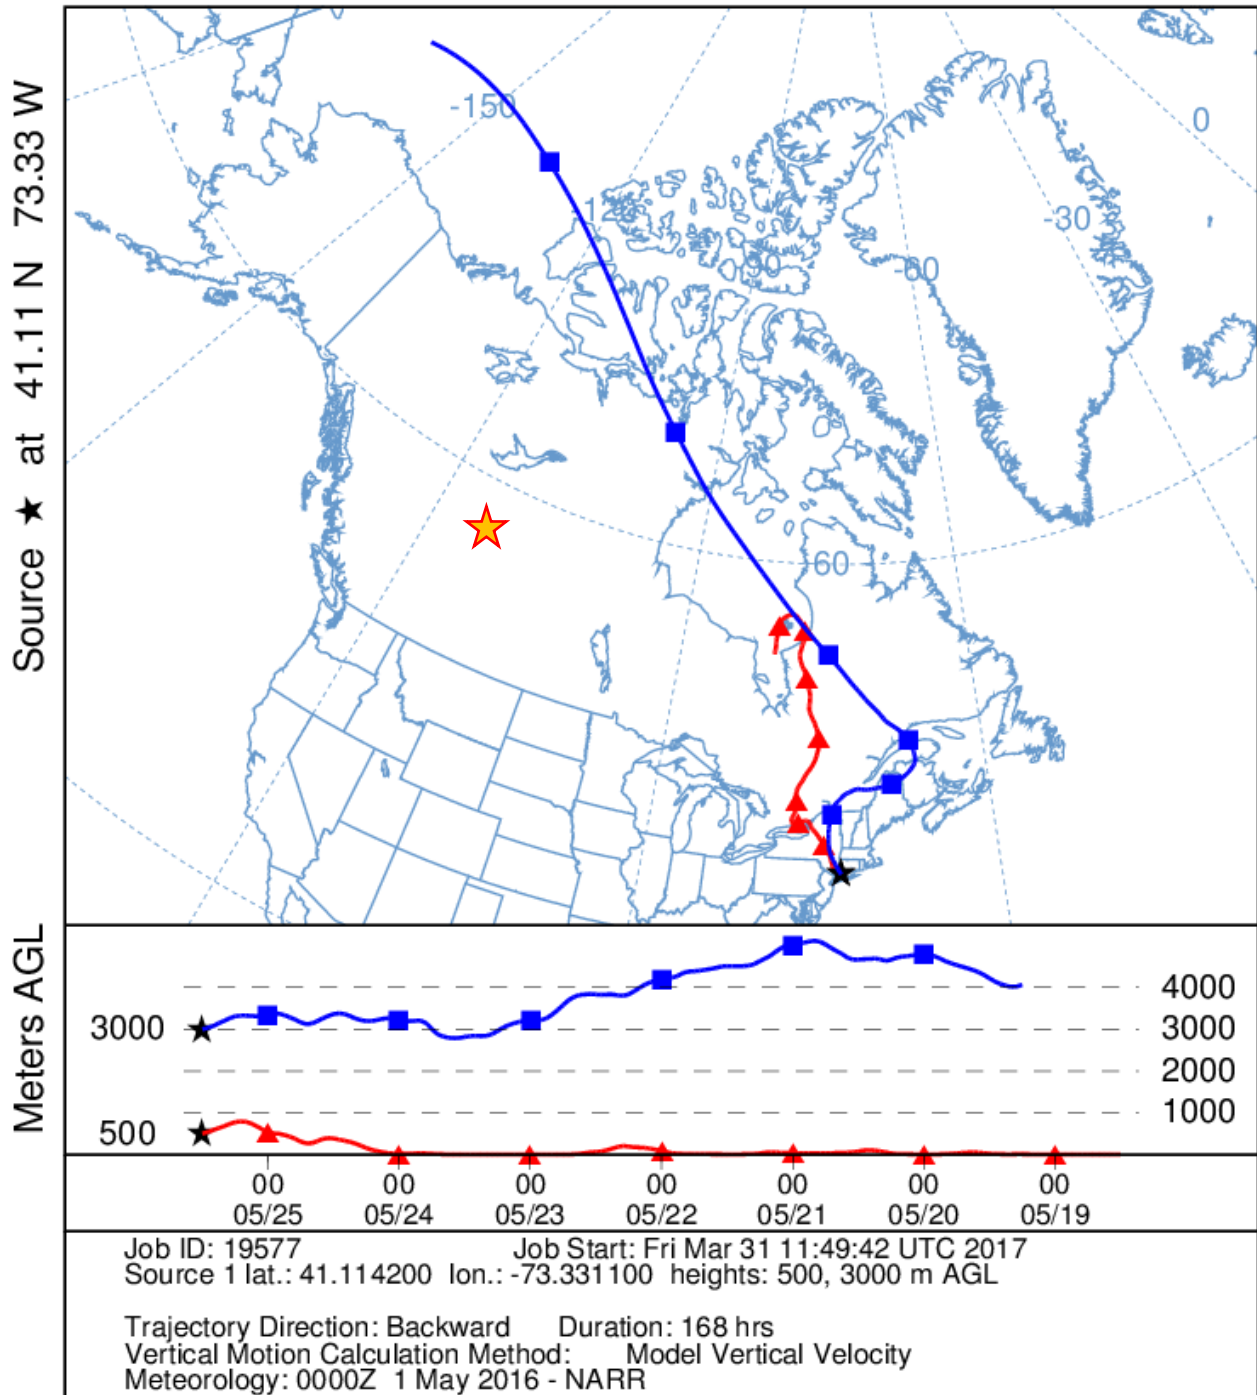 Source ★ at 41.11 N 73.33 W
-150
0
-120
-30
-90
-60
60
Meters AGL
4000
3000
3000
2000
1000
500
00 00 00 00 00 00 00
05/25 05/24 05/23 05/22 05/21 05/20 05/19
Job ID: 19577 Job Start: Fri Mar 31 11:49:42 UTC 2017
Source 1 lat.: 41.114200 lon.: -73.331100 heights: 500, 3000 m AGL
Trajectory Direction: Backward Duration: 168 hrs
Vertical Motion Calculation Method: Model Vertical Velocity
Meteorology: 0000Z 1 May 2016 - NARR